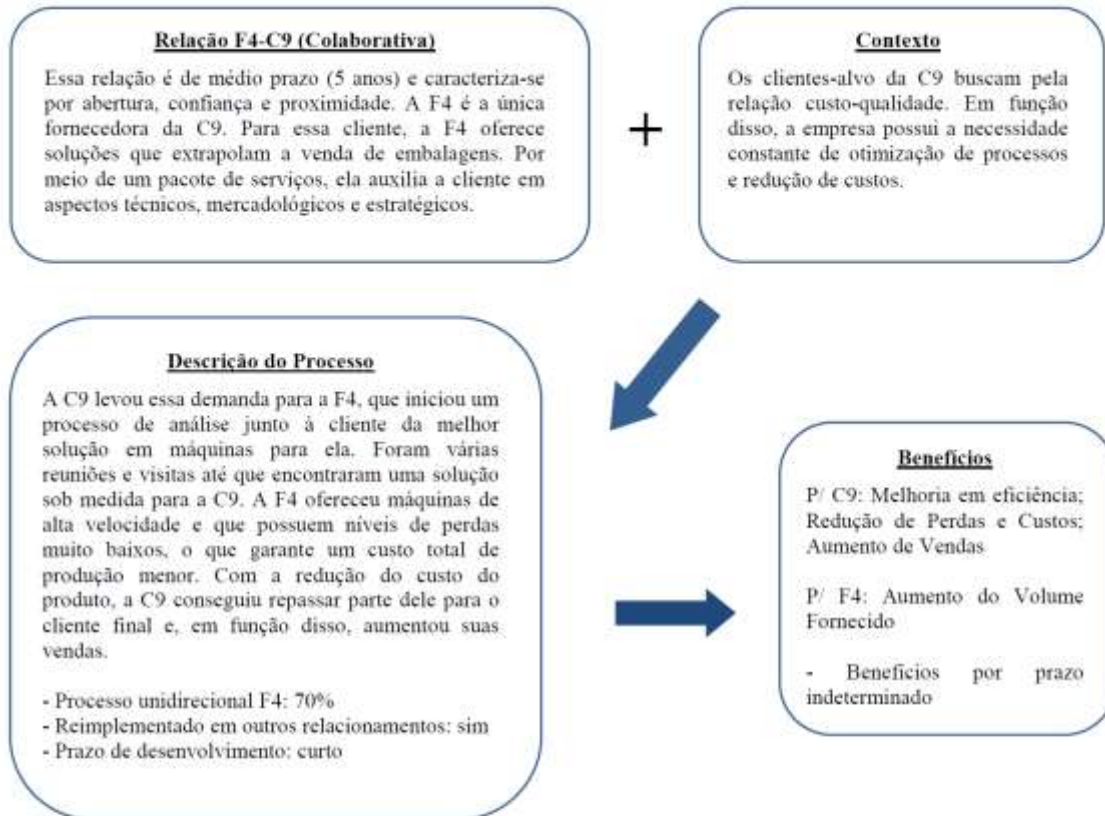 Relação F4-C9 (Colaborativa)
Essa relação é de médio prazo (5 anos) e caracteriza-se
por abertura, confiança e proximidade. A F4 é a única
fornecedora da C9. Para essa cliente, a F4 oferece
soluções que extrapolam a venda de embalagens. Por
meio de um pacote de serviços, ela auxilia a cliente em
aspectos técnicos, mercadológicos e estratégicos.
+
Contexto
Os clientes-alvo da C9 buscam pela
relação custo-qualidade. Em função
disso, a empresa possui a necessidade
constante de otimização de processos
e redução de custos.
Descrição do Processo
A C9 levou essa demanda para a F4, que iniciou um
processo de análise junto à cliente da melhor
solução em máquinas para ela. Foram várias
reuniões e visitas até que encontraram uma solução
sob medida para a C9. A F4 ofereceu máquinas de
alta velocidade e que possuem níveis de perdas
muito baixos, o que garante um custo total de
produção menor. Com a redução do custo do
produto, a C9 conseguiu repassar parte dele para o
cliente final e, em função disso, aumentou suas
vendas.
- Processo unidirecional F4: 70%
- Reimplementado em outros relacionamentos: sim
- Prazo de desenvolvimento: curto
Benefícios
P/ C9: Melhoria em eficiência;
Redução de Perdas e Custos;
Aumento de Vendas
P/ F4: Aumento do Volume
Fornecido
- Benefícios por prazo
indeterminado